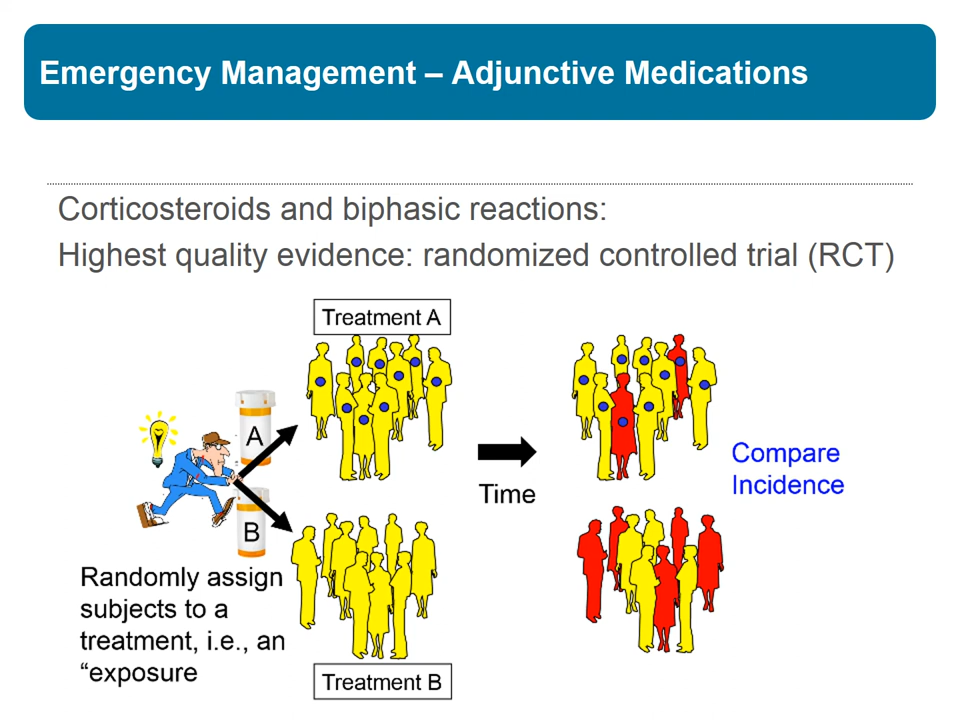 Emergency Management – Adjunctive Medications
Corticosteroids and biphasic reactions:
Highest quality evidence: randomized controlled trial (RCT)
Treatment A
A
B
Time
Compare
Incidence
Randomly assign
subjects to a
treatment, i.e., an
“exposure
Treatment B